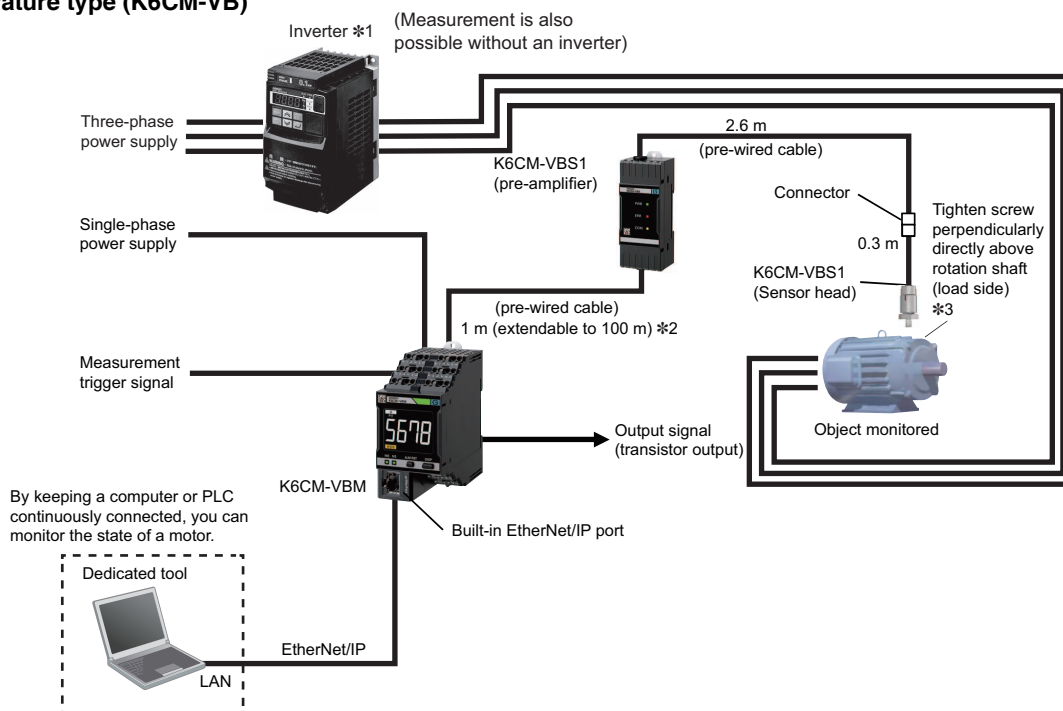 rature type (K6CM-VB)
Inverter *1
(Measurement is also
possible without an inverter)
Three-phase
power supply
2.6 m
(pre-wired cable)
K6CM-VBS1
(pre-amplifier)
Connector
Tighten screw
perpendicularly
directly above
rotation shaft
(load side)
*3
0.3 m
Single-phase
power supply
K6CM-VBS1
(Sensor head)
(pre-wired cable)
1 m (extendable to 100 m) *2
Measurement
trigger signal
5678
Output signal
(transistor output)
Object monitored
K6CM-VBM
Built-in EtherNet/IP port
By keeping a computer or PLC
continuously connected, you can
monitor the state of a motor.
Dedicated tool
EtherNet/IP
LAN